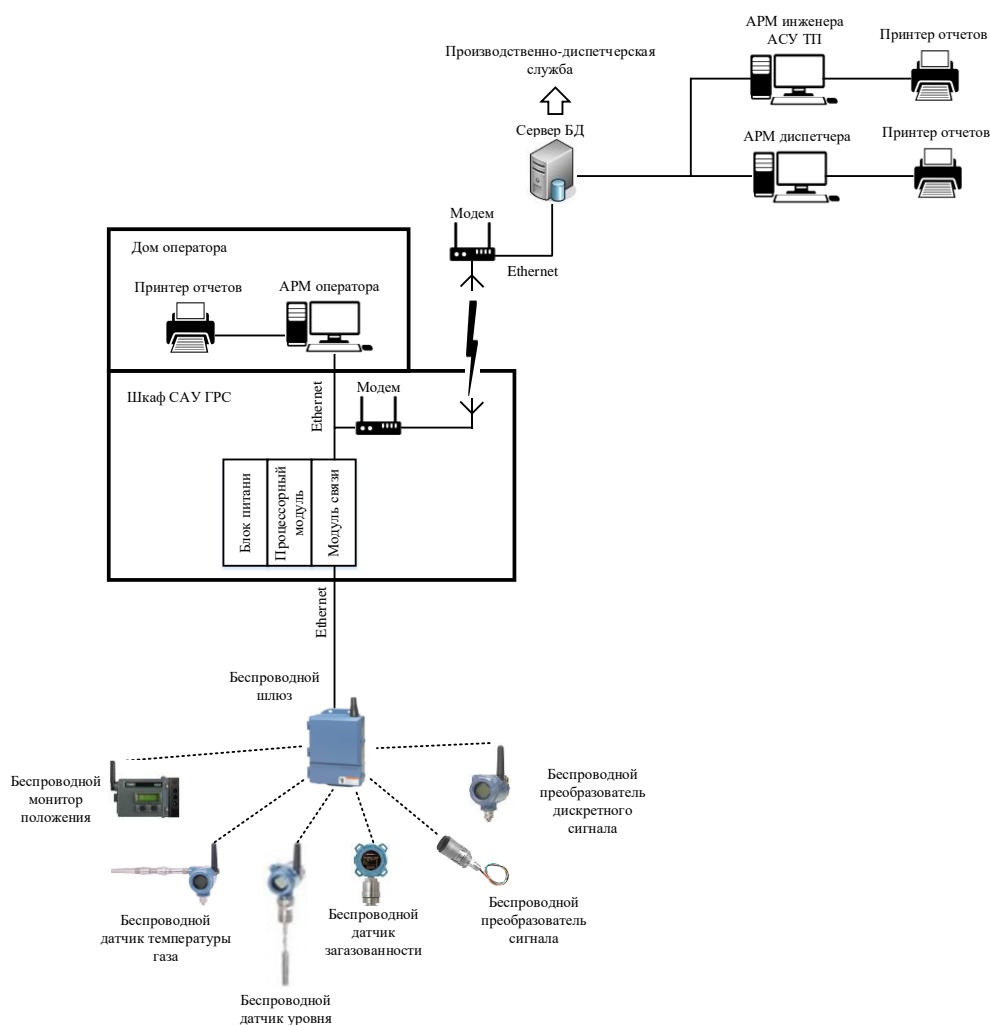 АРМ инженера
АСУ ТП
Принтер отчетов
Производственно-диспетчерская
служба
Сервер БД
АРМ диспетчера
Принтер отчетов
Модем
Ethernet
Дом оператора
Принтер отчетов
АРМ оператора
Шкаф САУ ГРС
Ethernet
Модем
Блок питани
Процессорный
модуль
Модуль связи
Ethernet
Беспроводной
шлюз
Беспроводной
монитор
положения
Беспроводной
преобразователь
дискретного
сигнала
Беспроводной
датчик температуры
газа
Беспроводной
датчик уровня
Беспроводной
датчик
загазованности
Беспроводной
преобразователь
сигнала